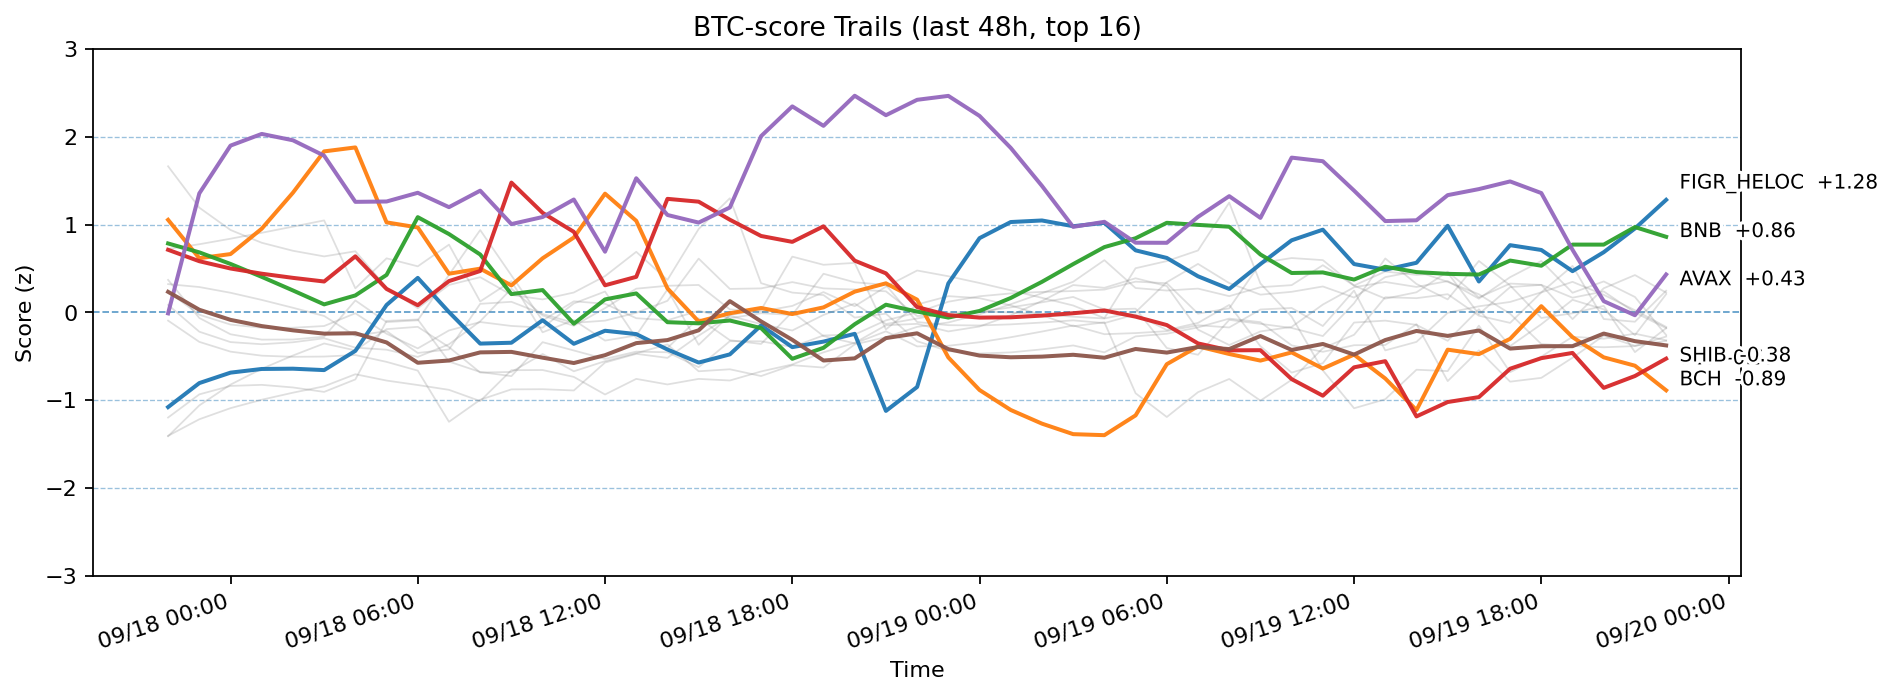 BTC-score Trails (last 48h, top 16)
3
2
1
0
−1
−2
−3
Score (z)
FIGR_HELOC +1.28
BNB +0.86
AVAX +0.43
SHIB -0.38
BCH -0.89
09/18 00:00
09/18 06:00
09/18 12:00
09/18 18:00
09/19 00:00
09/19 06:00
09/19 12:00
09/19 18:00
09/20 00:00
Time